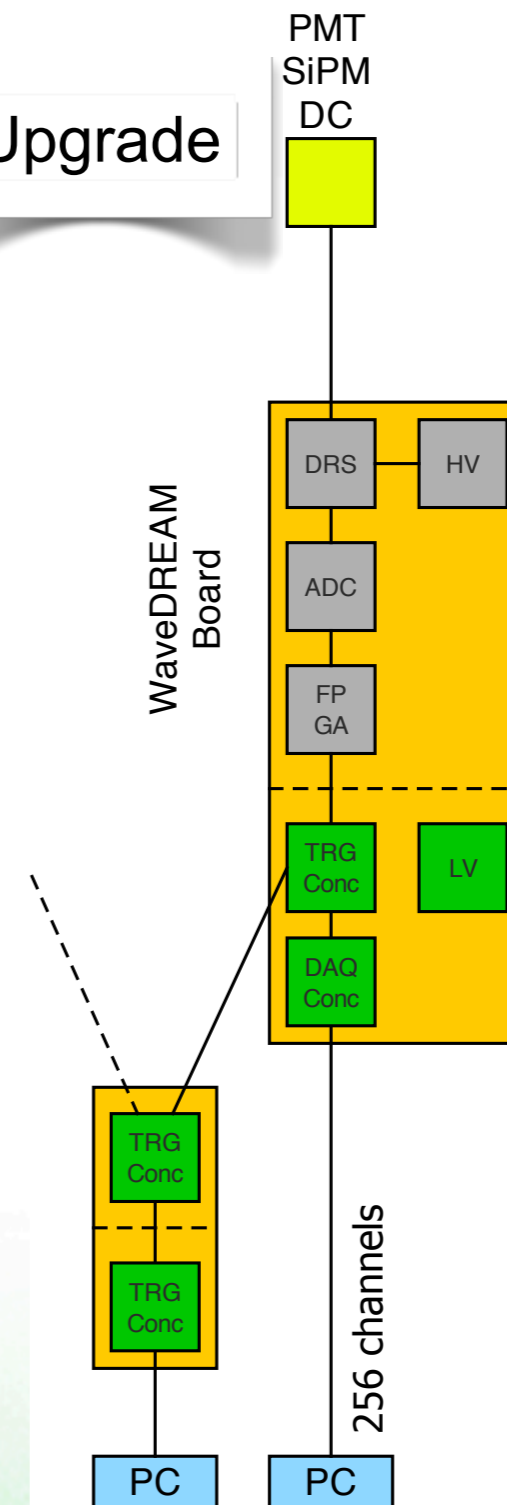 PMT
SiPM
DC
Upgrade
DRS
HV
WaveDREAM
Board
ADC
FP
GA
TRG
Conc
LV
DAQ
Conc
TRG
Conc
TRG
Conc
256 channels
PC
PC